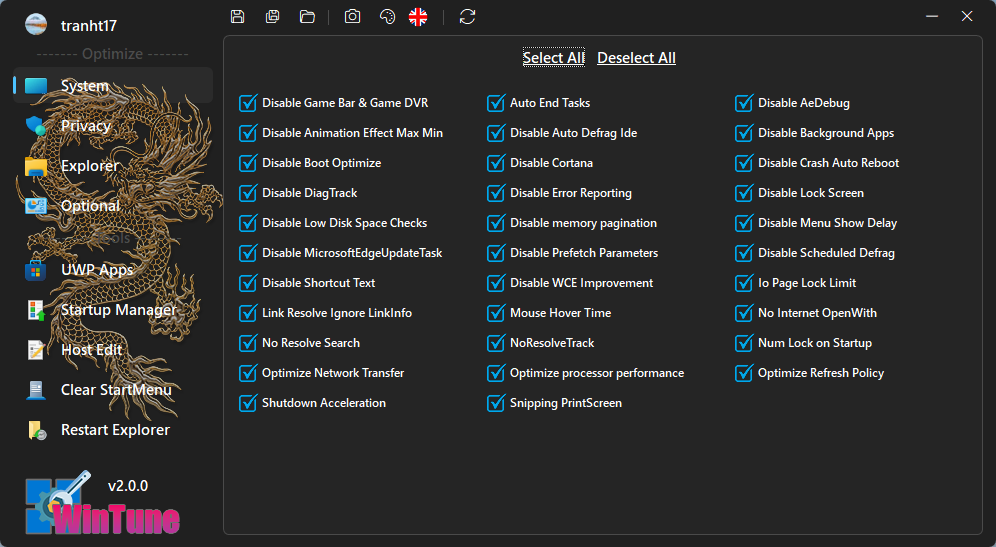 tranht17
------- Optimize -------
System
Privacy
Explorer
Optional
Tools
UWP Apps
Startup Manager
Host Edit
Clear StartMenu
Restart Explorer
v2.0.0
WinTune
Select All Deselect All
Disable Game Bar & Game DVR Auto End Tasks Disable AeDebug
Disable Animation Effect Max Min Disable Auto Defrag Ide Disable Background Apps
Disable Boot Optimize Disable Cortana Disable Crash Auto Reboot
Disable DiagTrack Disable Error Reporting Disable Lock Screen
Disable Low Disk Space Checks Disable memory pagination Disable Menu Show Delay
Disable MicrosoftEdgeUpdateTask Disable Prefetch Parameters Disable Scheduled Defrag
Disable Shortcut Text Disable WCE Improvement Io Page Lock Limit
Link Resolve Ignore LinkInfo Mouse Hover Time No Internet OpenWith
No Resolve Search NoResolveTrack Num Lock on Startup
Optimize Network Transfer Optimize processor performance Optimize Refresh Policy
Shutdown Acceleration Snipping PrintScreen